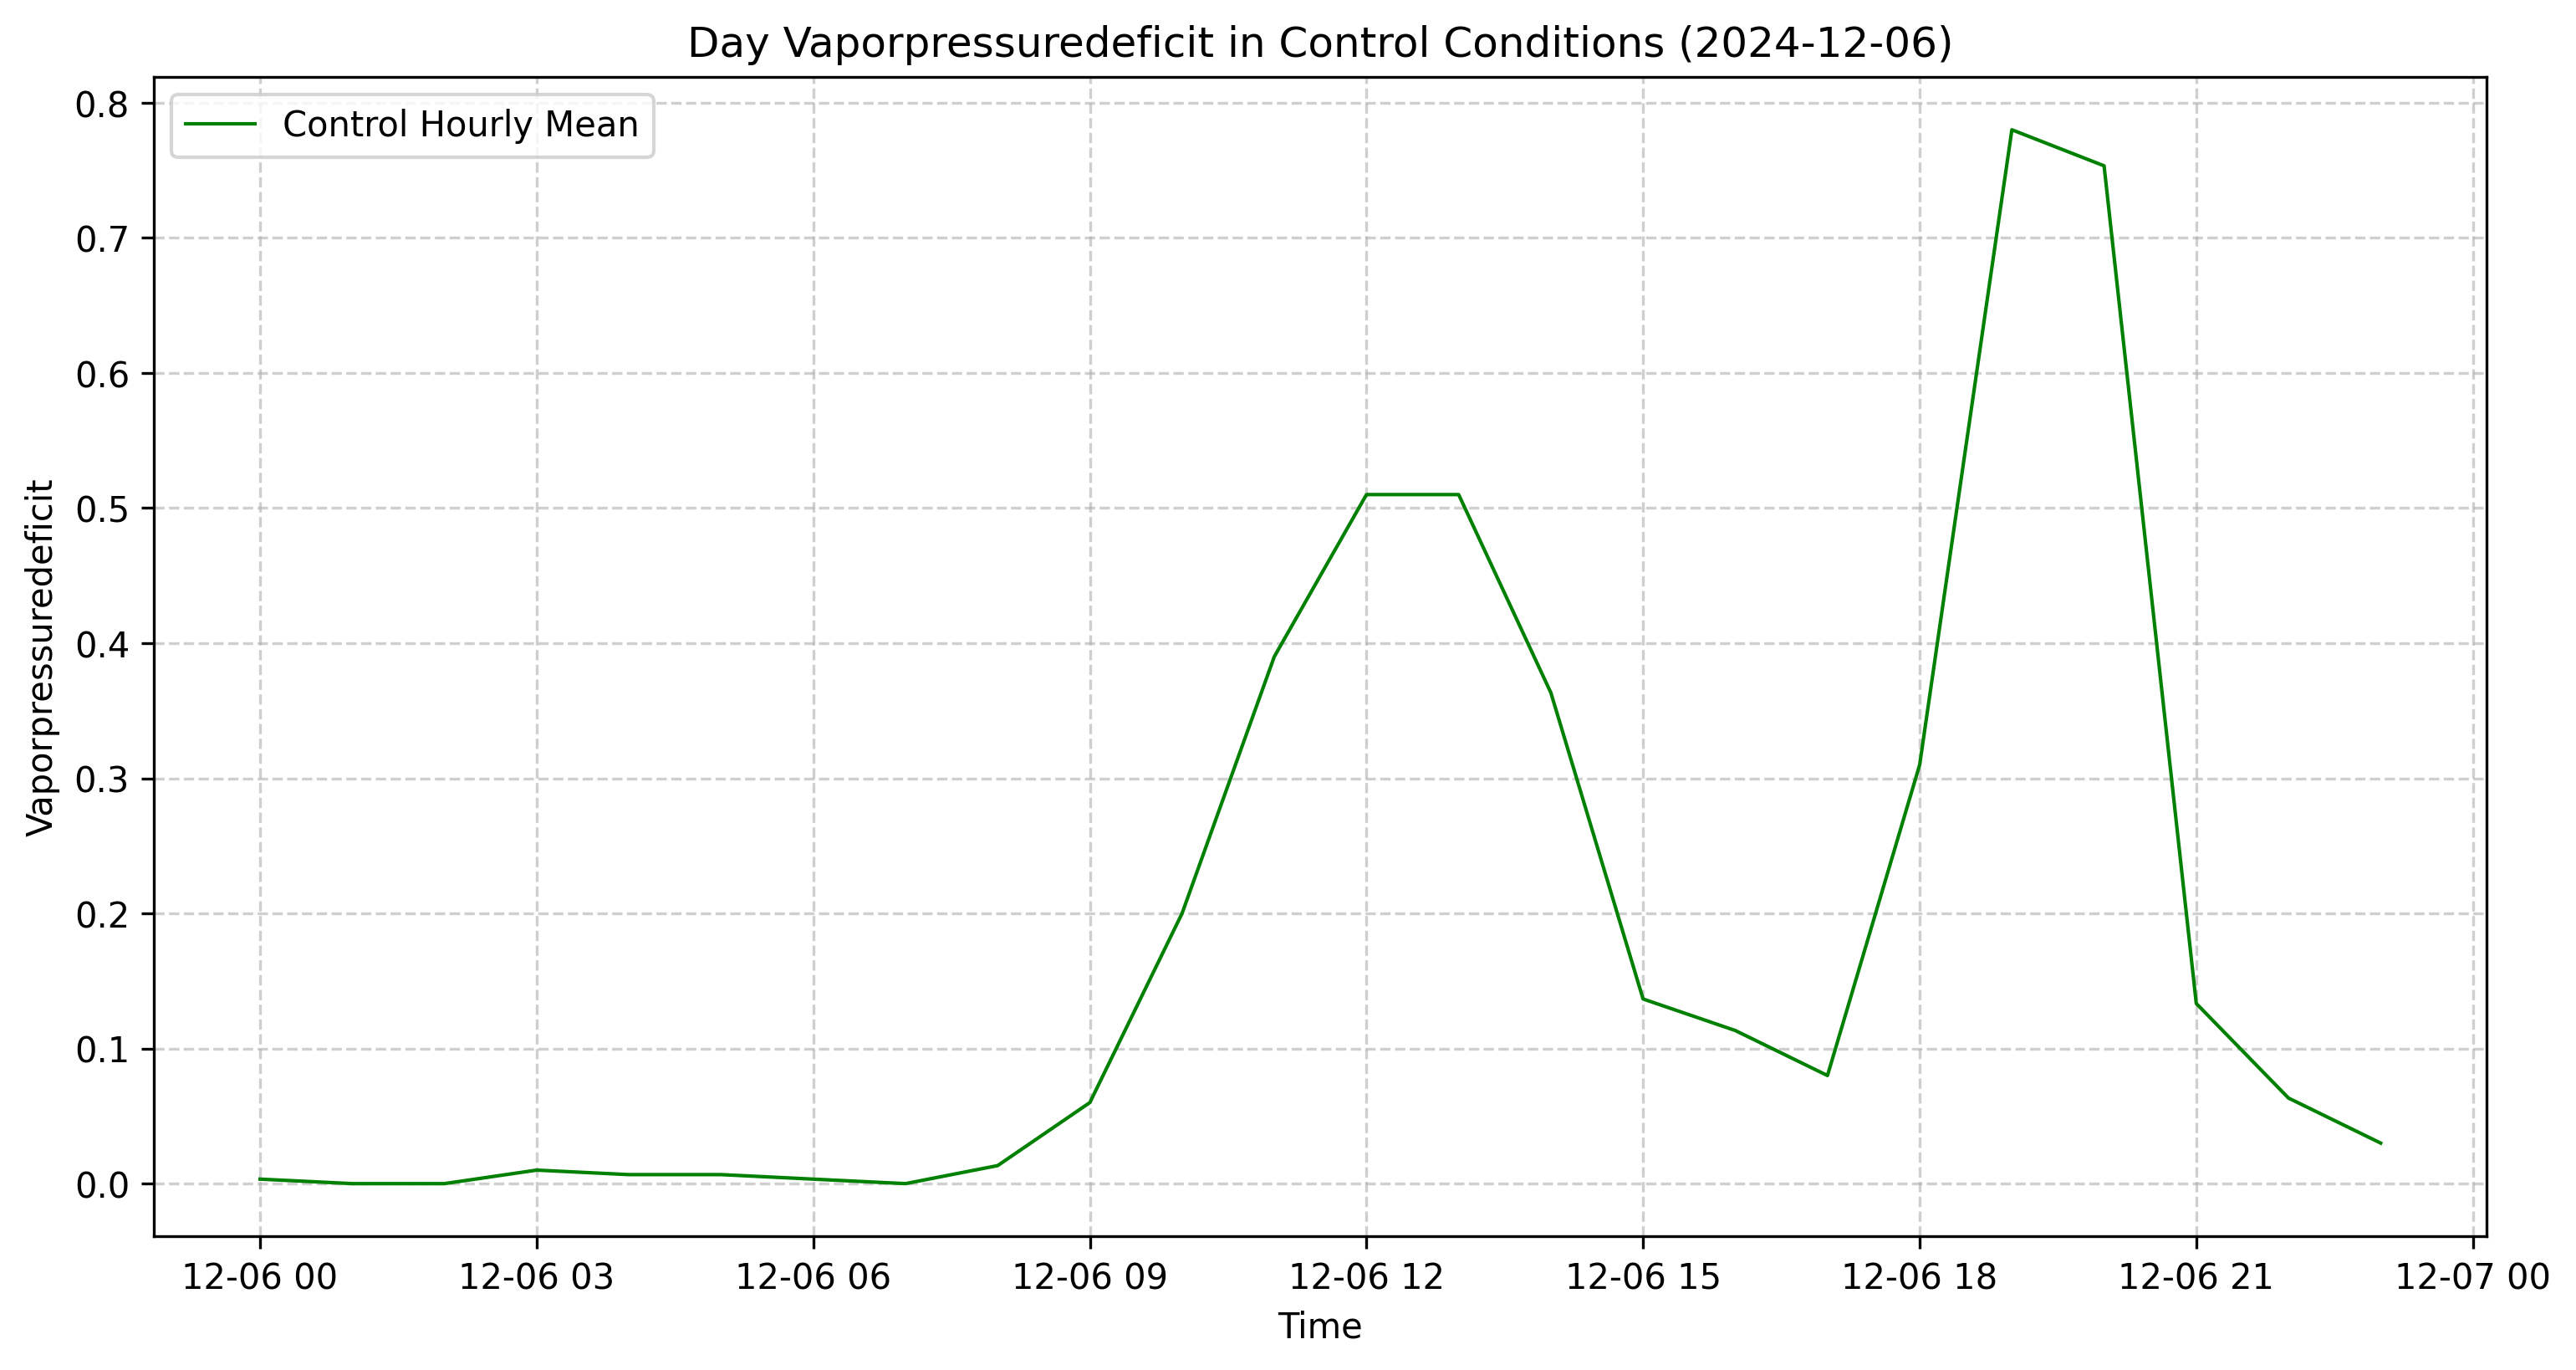 Day Vaporpressuredeficit in Control Conditions (2024-12-06)
Control Hourly Mean
0.8
0.7
0.6
0.5
0.4
0.3
0.2
0.1
0.0
Vaporpressuredeficit
12-06 00 12-06 03 12-06 06 12-06 09 12-06 12 12-06 15 12-06 18 12-06 21 12-07 00
Time